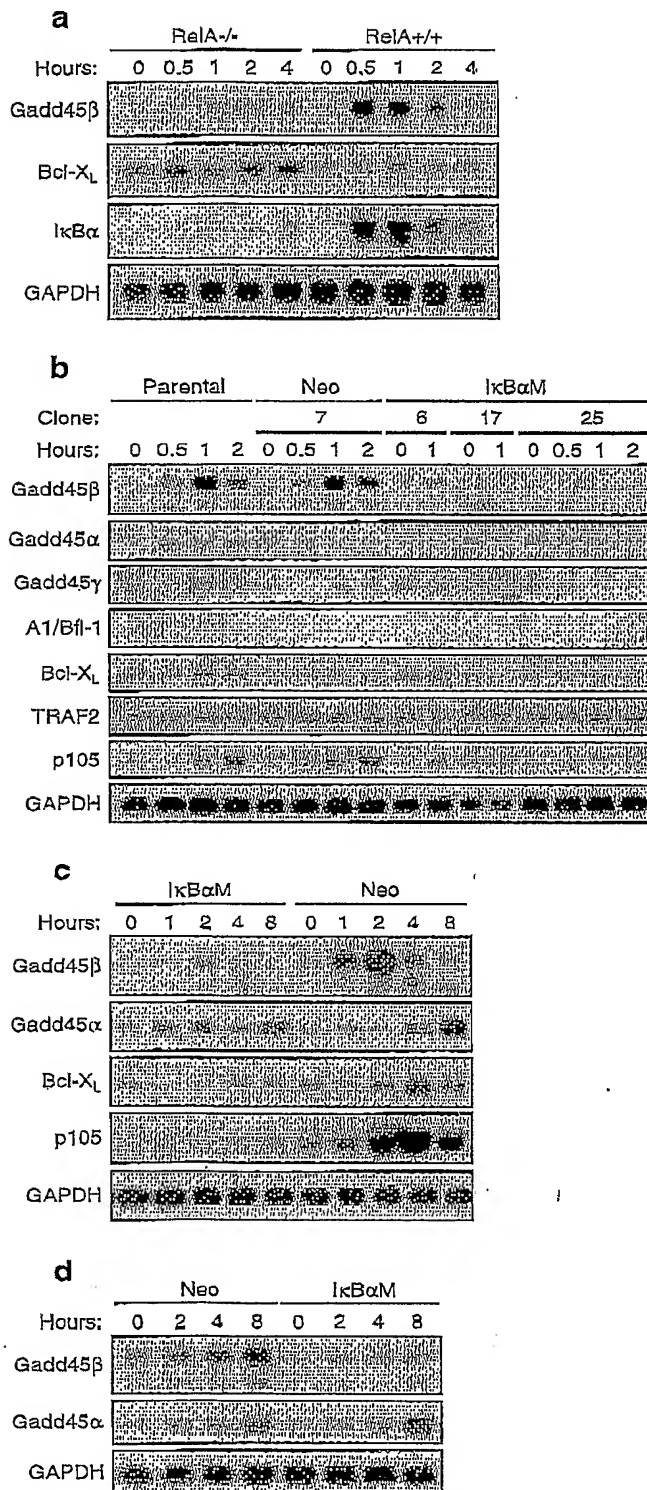 a
RelA-/- RelA+/+
Hours: 0 0.5 1 2 4 0 0.5 1 2 4
Gadd45β
Bcl-XL
IκBα
GAPDH
b
Parental Neo IκBαM
Clone: 7 6 17 25
Hours: 0 0.5 1 2 0 0.5 1 2 0 1 0 1 0 0.5 1 2
Gadd45β
Gadd45α
Gadd45γ
A1/Bfl-1
Bcl-XL
TRAF2
p105
GAPDH
c
IκBαM Neo
Hours: 0 1 2 4 8 0 1 2 4 8
Gadd45β
Gadd45α
Bcl-XL
p105
GAPDH
d
Neo IκBαM
Hours: 0 2 4 8 0 2 4 8
Gadd45β
Gadd45α
GAPDH